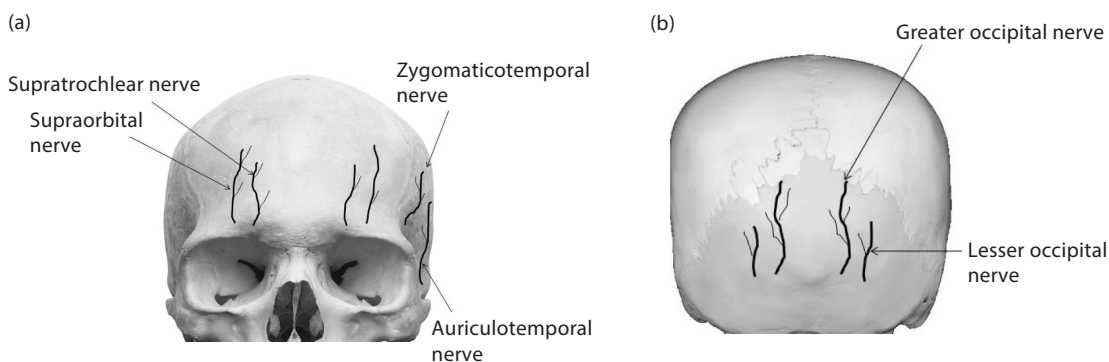 (a)
Supratrochlear nerve
Supraorbital
nerve
Zygomaticotemporal
nerve
Auriculotemporal
nerve
(b)
Greater occipital nerve
Lesser occipital
nerve